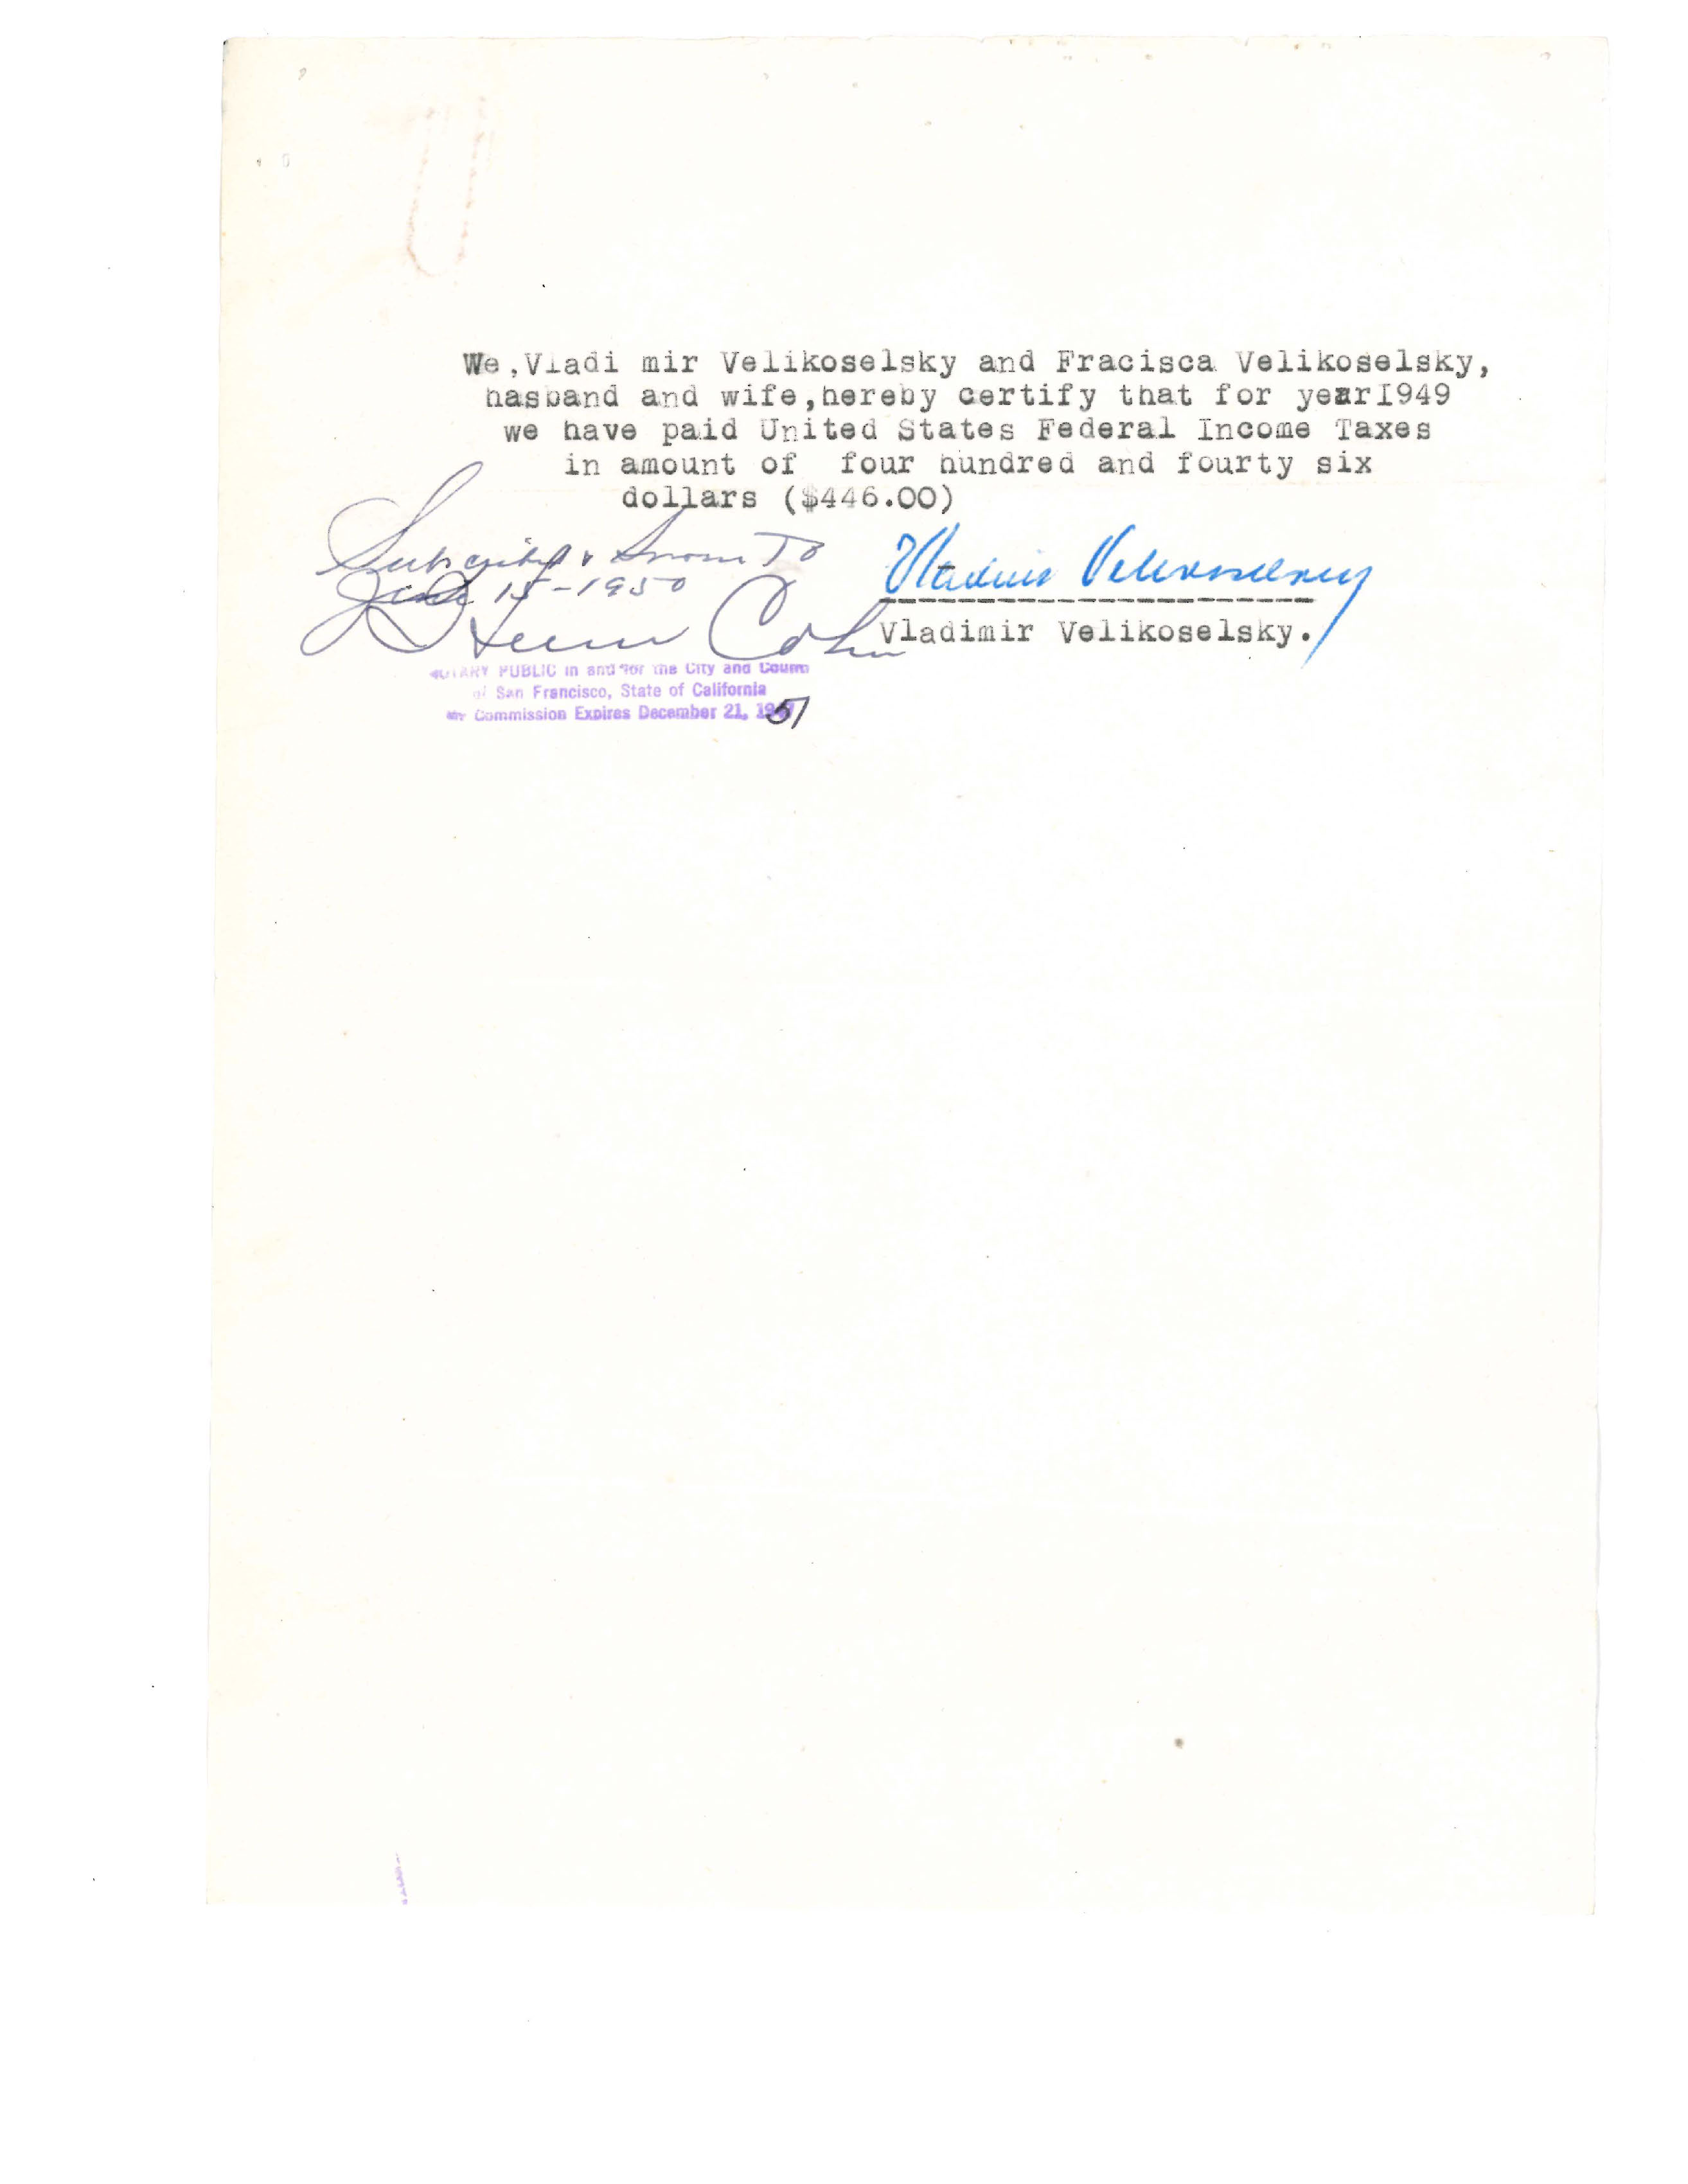 We,Vladi mir Velikoselsky and Fracisca Velikoselsky,
hasband and wife,hereby certify that for year1949
we have paid United States Federal Income Taxes
in amount of four hundred and fourty six
dollars ($446.00)
Subscribed & Sworn To
June 15-1950
Cohn
Vladimir Velikoselsky
Vladimir Velikoselsky.
NOTARY PUBLIC in and for the City and County
of San Francisco, State of California
My Commission Expires December 21, 1951